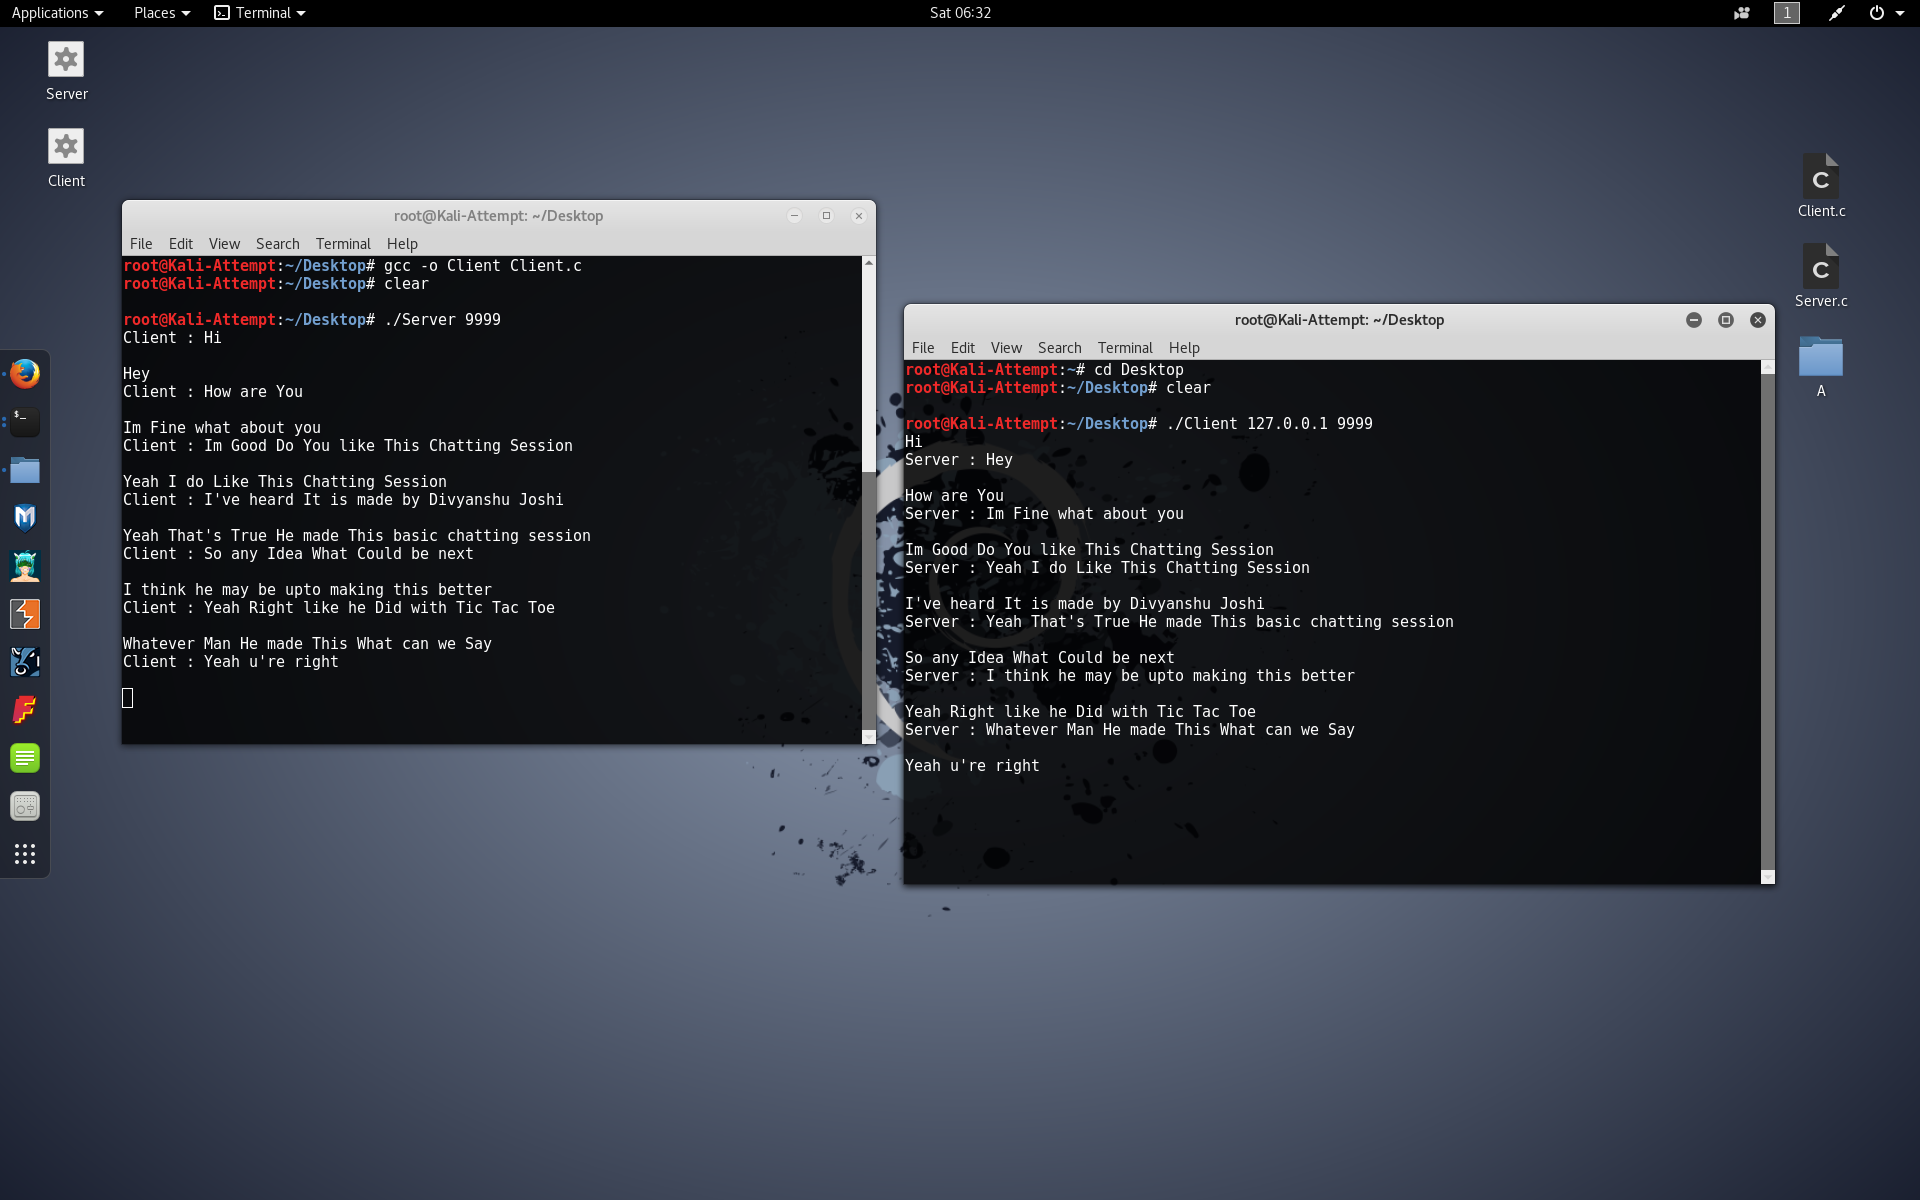 Applications Places Terminal Sat 06:32 1
Server
Client
Client.c
Server.c
A
root@Kali-Attempt: ~/Desktop
File Edit View Search Terminal Help
root@Kali-Attempt:~/Desktop# gcc -o Client Client.c
root@Kali-Attempt:~/Desktop# clear
root@Kali-Attempt:~/Desktop# ./Server 9999
Client : Hi
Hey
Client : How are You
Im Fine what about you
Client : Im Good Do You like This Chatting Session
Yeah I do Like This Chatting Session
Client : I've heard It is made by Divyanshu Joshi
Yeah That's True He made This basic chatting session
Client : So any Idea What Could be next
I think he may be upto making this better
Client : Yeah Right like he Did with Tic Tac Toe
Whatever Man He made This What can we Say
Client : Yeah u're right
root@Kali-Attempt: ~/Desktop
File Edit View Search Terminal Help
root@Kali-Attempt:~# cd Desktop
root@Kali-Attempt:~/Desktop# clear
root@Kali-Attempt:~/Desktop# ./Client 127.0.0.1 9999
Hi
Server : Hey
How are You
Server : Im Fine what about you
Im Good Do You like This Chatting Session
Server : Yeah I do Like This Chatting Session
I've heard It is made by Divyanshu Joshi
Server : Yeah That's True He made This basic chatting session
So any Idea What Could be next
Server : I think he may be upto making this better
Yeah Right like he Did with Tic Tac Toe
Server : Whatever Man He made This What can we Say
Yeah u're right